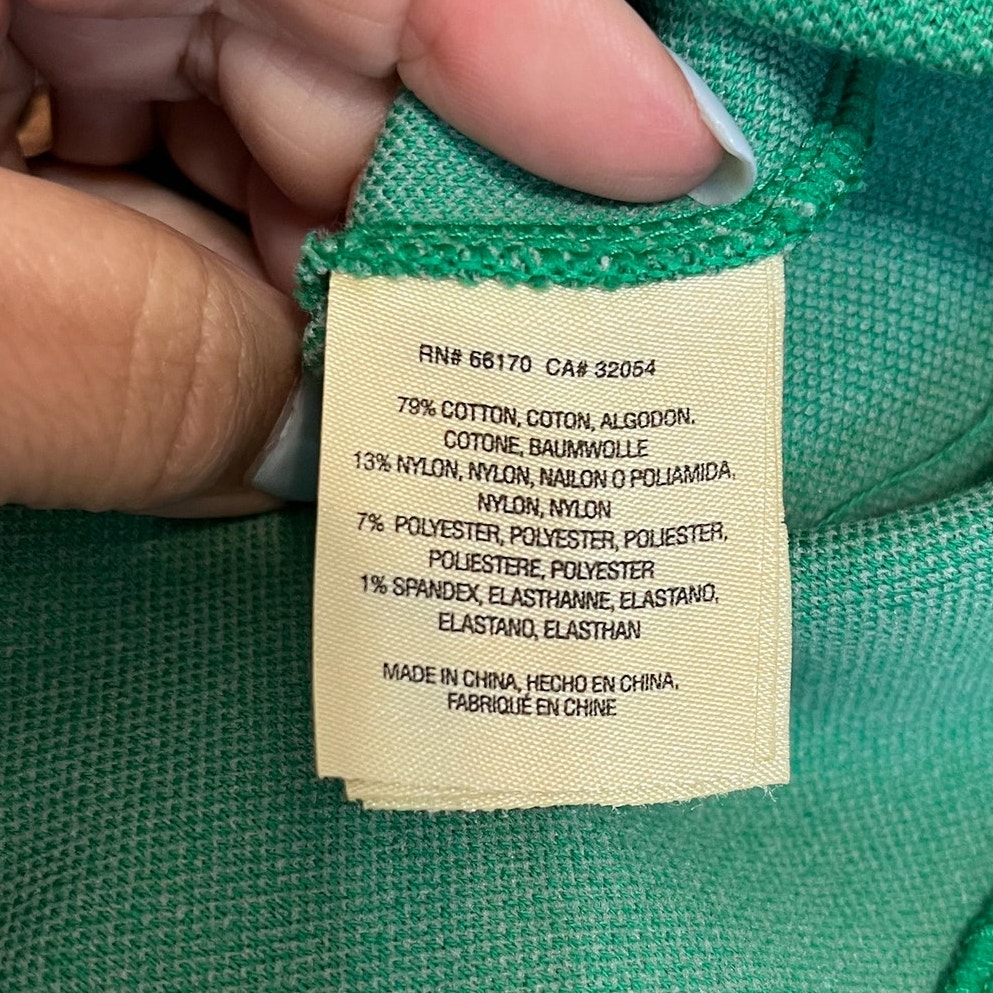 RN# 66170 CA# 32054
79% COTTON, COTON, ALGODON,
COTONE, BAUMWOLLE
13% NYLON, NYLON, NAILON O POLIAMIDA,
NYLON, NYLON
7% POLYESTER, POLYESTER, POLIESTER,
POLIESTERE, POLYESTER
1% SPANDEX, ELASTHANNE, ELASTANO,
ELASTANO, ELASTHAN
MADE IN CHINA, HECHO EN CHINA,
FABRIQUÉ EN CHINE